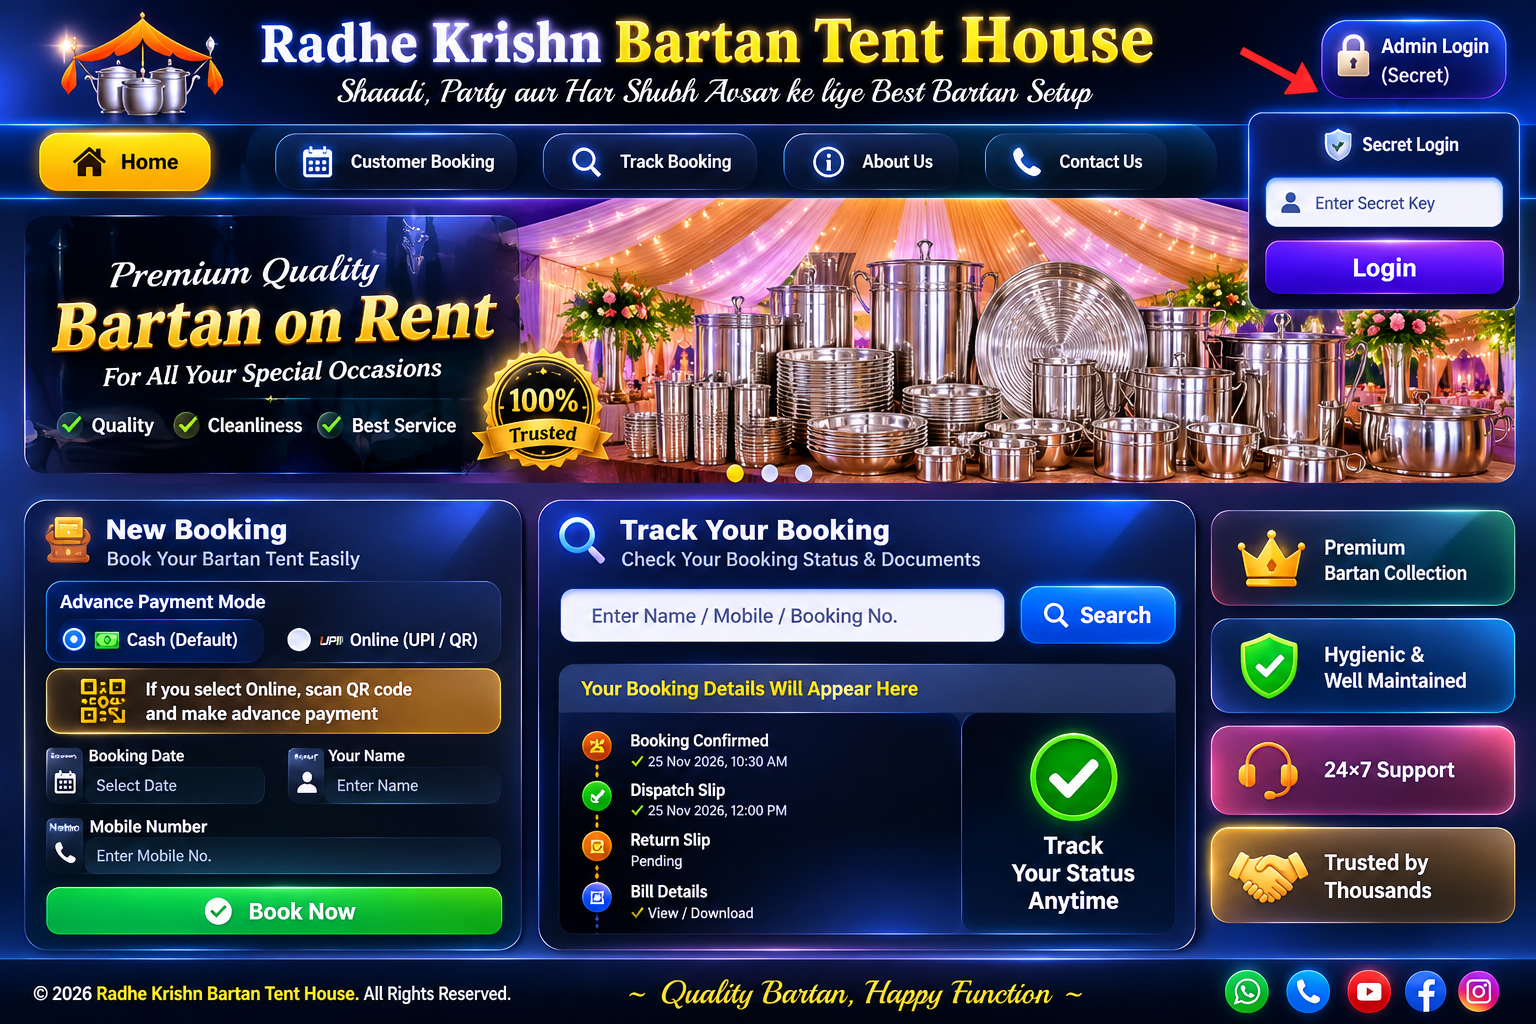 Radhe Krishn Bartan Tent House
Shaadi, Party aur Har Shubh Avsar ke liye Best Bartan Setup
Admin Login
(Secret)
Home
Customer Booking
Track Booking
About Us
Contact Us
Secret Login
Enter Secret Key
Login
Premium Quality
Bartan on Rent
For All Your Special Occasions
Quality
Cleanliness
Best Service
100%
Trusted
New Booking
Book Your Bartan Tent Easily
Advance Payment Mode
Cash (Default)
UPI Online (UPI / QR)
If you select Online, scan QR code
and make advance payment
Booking Date
Select Date
Your Name
Enter Name
Mobile Number
Enter Mobile No.
Book Now
Track Your Booking
Check Your Booking Status & Documents
Enter Name / Mobile / Booking No.
Search
Your Booking Details Will Appear Here
Booking Confirmed
25 Nov 2026, 10:30 AM
Dispatch Slip
25 Nov 2026, 12:00 PM
Return Slip
Pending
Bill Details
View / Download
Track
Your Status
Anytime
Premium
Bartan Collection
Hygienic &
Well Maintained
24×7 Support
Trusted by
Thousands
© 2026 Radhe Krishn Bartan Tent House. All Rights Reserved.
~ Quality Bartan, Happy Function ~